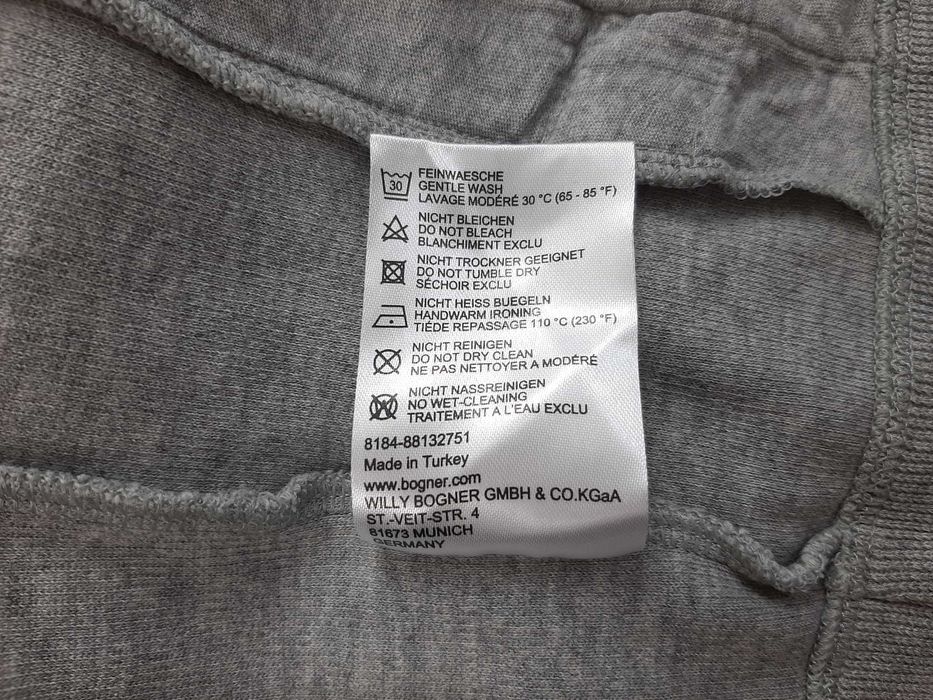 30
FEINWAESCHE
GENTLE WASH
LAVAGE MODÉRÉ 30 °C (65 - 85 °F)
NICHT BLEICHEN
DO NOT BLEACH
BLANCHIMENT EXCLU
NICHT TROCKNER GEEIGNET
DO NOT TUMBLE DRY
SÉCHOIR EXCLU
NICHT HEISS BUEGELN
HANDWARM IRONING
TIÉDE REPASSAGE 110 °C (230 °F)
NICHT REINIGEN
DO NOT DRY CLEAN
NE PAS NETTOYER A MODÉRÉ
W
NICHT NASSREINIGEN
NO WET-CLEANING
TRAITEMENT A L'EAU EXCLU
8184-88132751
Made in Turkey
www.bogner.com
WILLY BOGNER GMBH & CO.KGaA
ST.-VEIT-STR. 4
81673 MUNICH
GERMANY